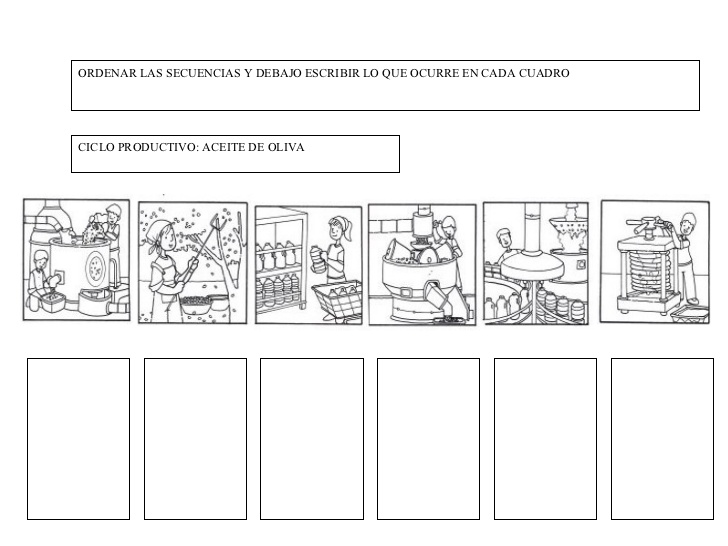 ORDENAR LAS SECUENCIAS Y DEBAJO ESCRIBIR LO QUE OCURRE EN CADA CUADRO
CICLO PRODUCTIVO: ACEITE DE OLIVA